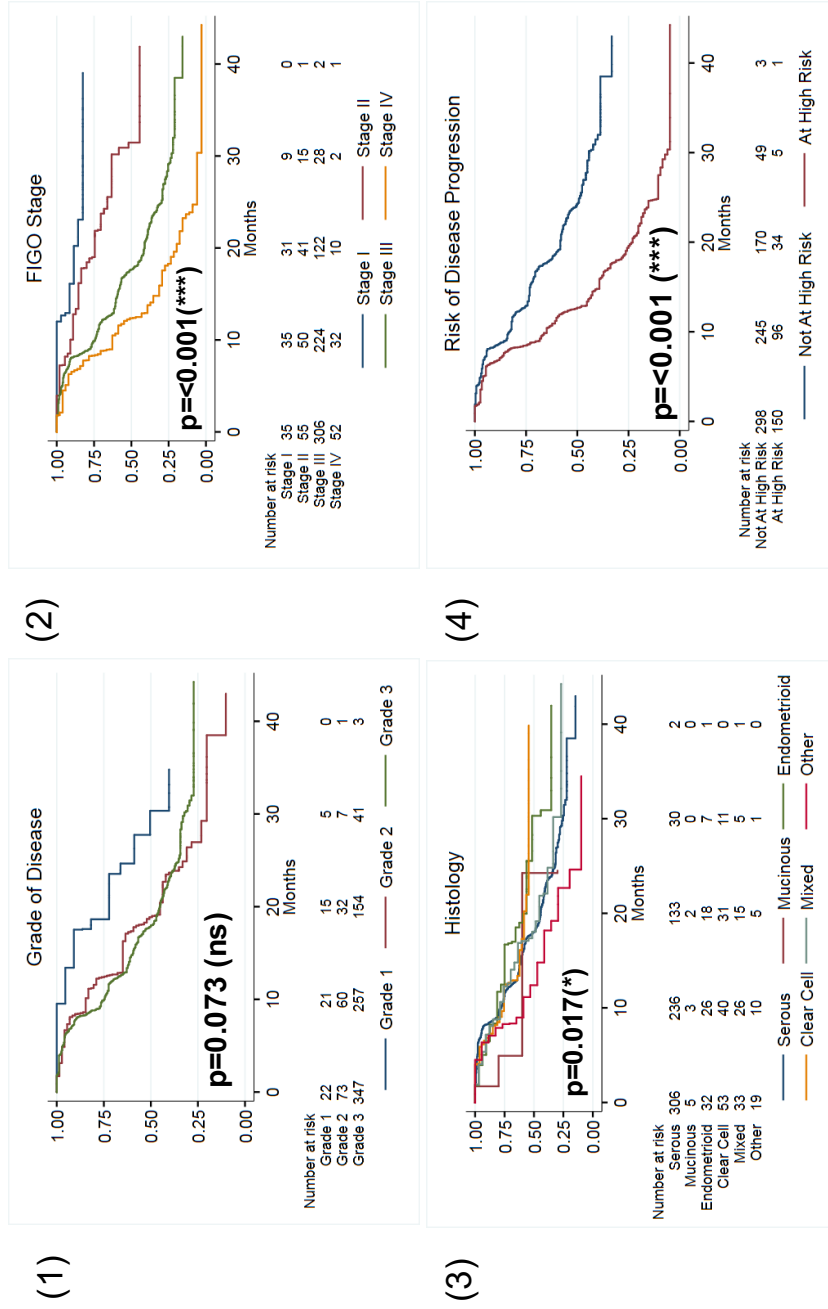 (1)
Grade of Disease
1.00
0.75
0.50
0.25
0.00
p=0.073 (ns)
0 10 20 30 40
Months
Number at risk
Grade 1 22 21 15 5 0
Grade 2 73 60 32 7 1
Grade 3 347 257 154 41 3
Grade 1 Grade 2 Grade 3
(2)
FIGO Stage
1.00
0.75
0.50
0.25
0.00
p=<0.001(***)
0 10 20 30 40
Months
Number at risk
Stage I 35 35 31 9 0
Stage II 55 50 41 15 1
Stage III 306 224 122 28 2
Stage IV 52 32 10 2 1
Stage I Stage II
Stage III Stage IV
(3)
Histology
1.00
0.75
0.50
0.25
0.00
p=0.017(*)
0 10 20 30 40
Months
Number at risk
Serous 306 236 133 30 2
Mucinous 5 3 2 0 0
Endometrioid 32 26 18 7 1
Clear Cell 53 40 31 11 0
Mixed 33 26 15 5 1
Other 19 10 5 1 0
Serous Mucinous Endometrioid
Clear Cell Mixed Other
(4)
Risk of Disease Progression
1.00
0.75
0.50
0.25
0.00
p=<0.001 (***)
0 10 20 30 40
Months
Number at risk
Not At High Risk 298 245 170 49 3
At High Risk 150 96 34 5 1
Not At High Risk At High Risk